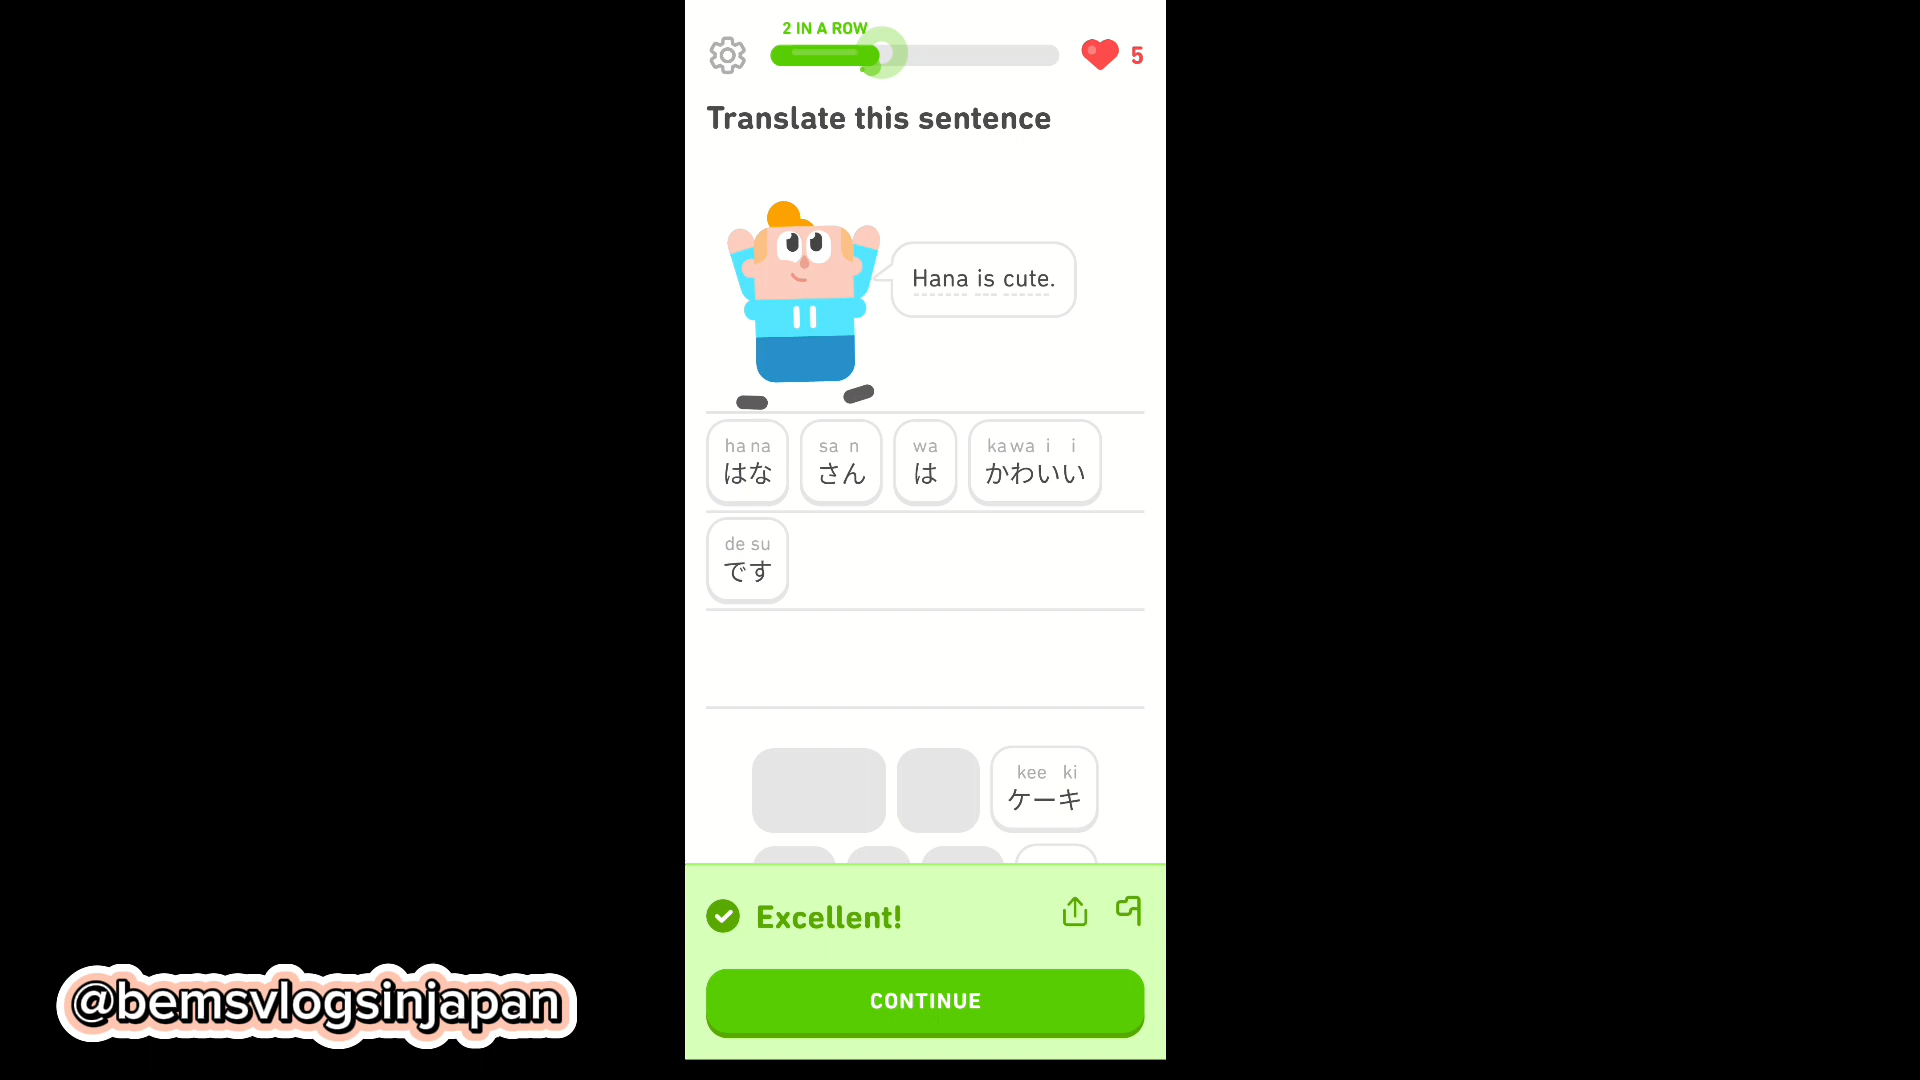 2 IN A ROW
5
Translate this sentence
Hana is cute.
ha na sa n wa ka wa i i
はな さん は かわいい
de su
です
kee ki
ケーキ
Excellent!
CONTINUE
@bemsvlogsinjapan